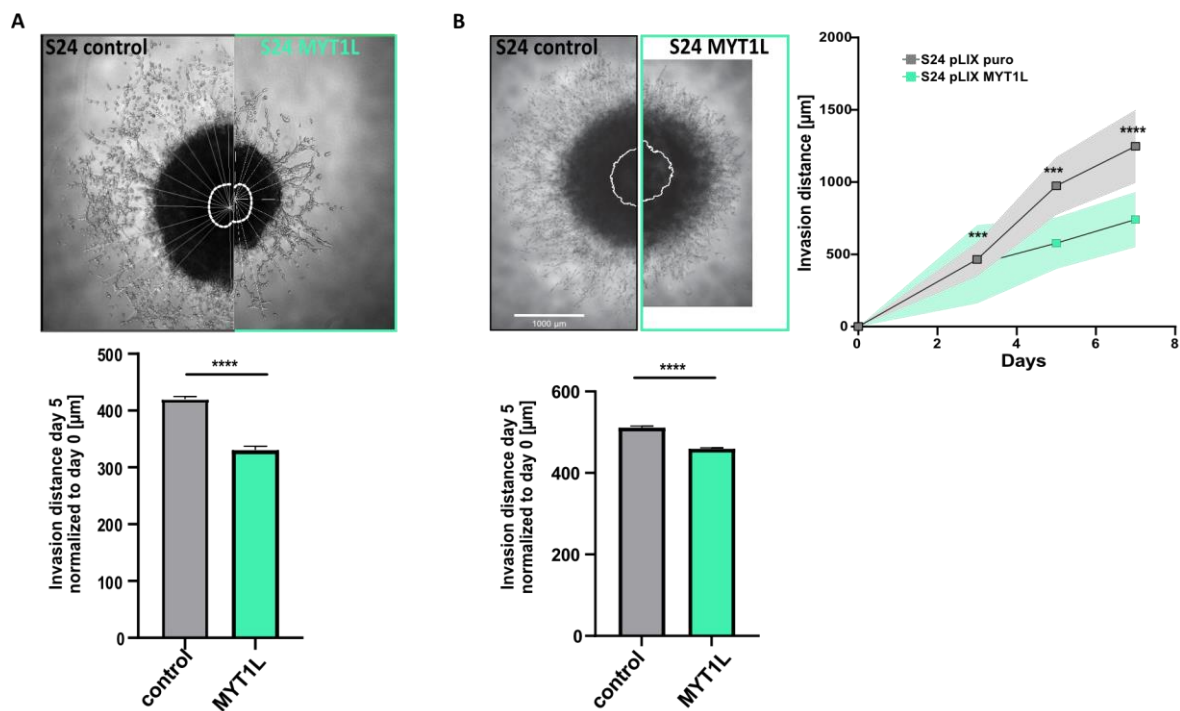 A
S24 control
S24 MYT1L
500
400
300
200
100
0
Invasion distance day 5
normalized to day 0 [µm]
****
control
MYT1L
B
S24 control
S24 MYT1L
1000 µm
600
400
200
0
Invasion distance day 5
normalized to day 0 [µm]
****
control
MYT1L
2000
1500
1000
500
0
Invasion distance [µm]
S24 pLIX puro
S24 pLIX MYT1L
***
***
****
0 2 4 6 8
Days